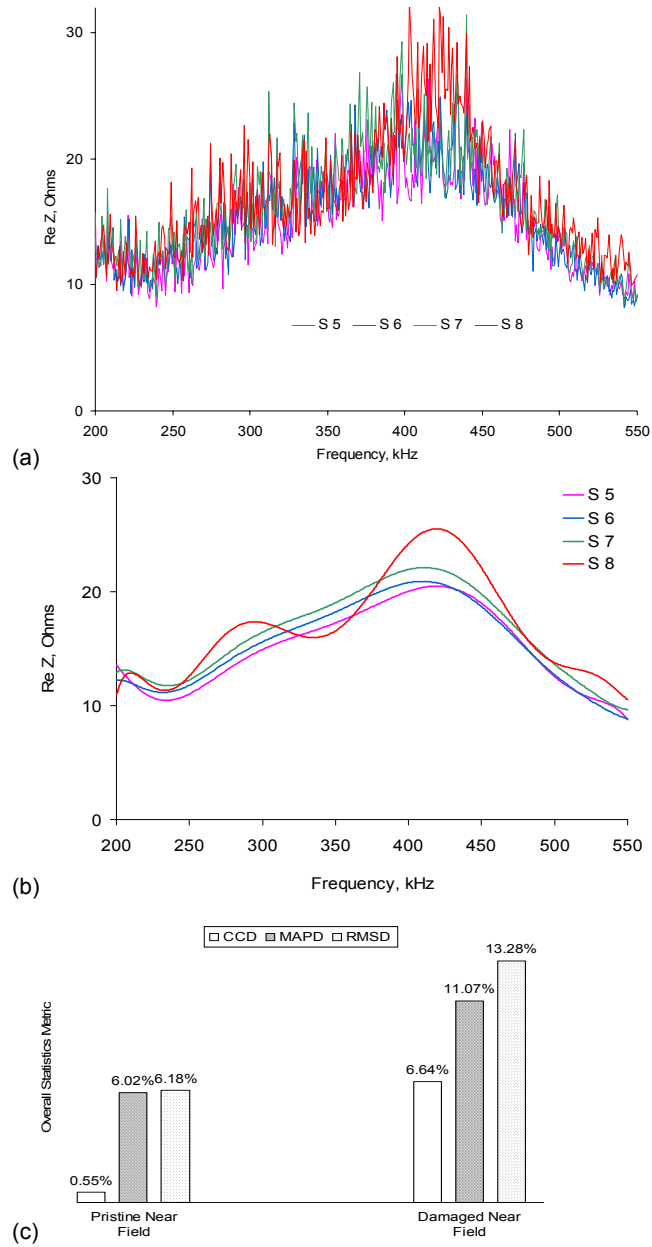 30
20
10
0
Re Z, Ohms
S 5 S 6 S 7 S 8
200 250 300 350 400 450 500 550
Frequency, kHz
(a)
30
20
10
0
Re Z, Ohms
S 5
S 6
S 7
S 8
200 250 300 350 400 450 500 550
Frequency, kHz
(b)
CCD MAPD RMSD
Overall Statistics Metric
0.55%
6.02%
6.18%
6.64%
11.07%
13.28%
Pristine Near
Field
Damaged Near
Field
(c)